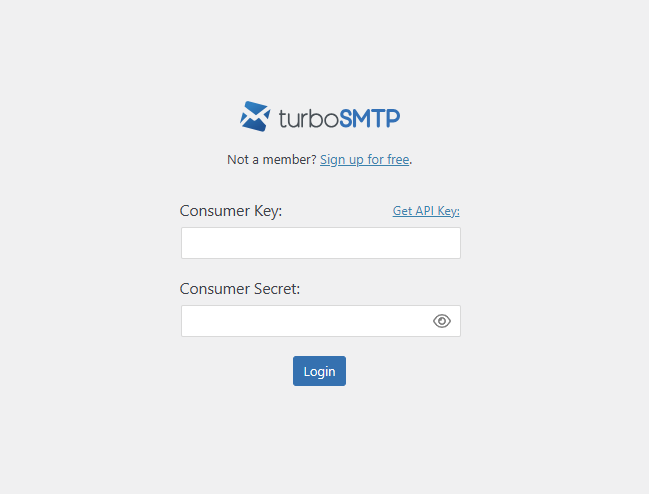 turboSMTP
Not a member? Sign up for free.
Consumer Key: Get API Key:
Consumer Secret:
Login